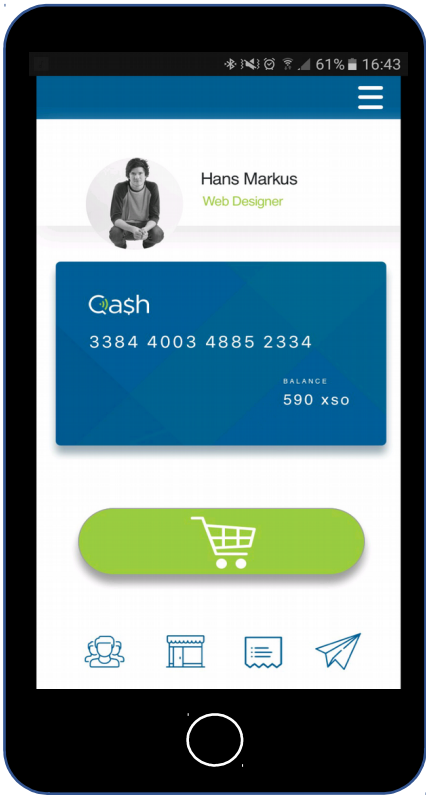 61% 16:43
Hans Markus
Web Designer
Qa$h
3384 4003 4885 2334
BALANCE
590 xso